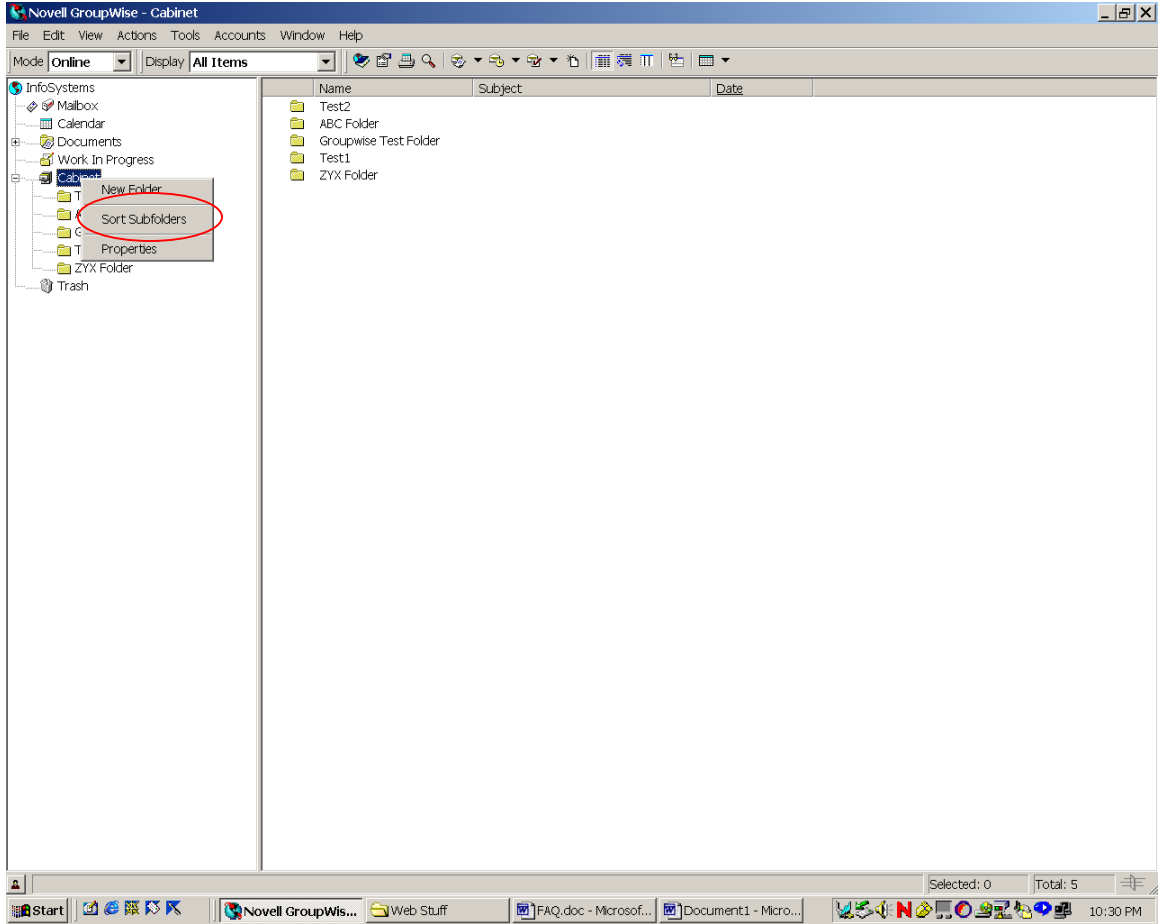 Novell GroupWise - Cabinet
File Edit View Actions Tools Accounts Window Help
Mode Online Display All Items
InfoSystems
Mailbox
Calendar
Documents
Work In Progress
Cabinet
T
A
G
T
ZYX Folder
Trash
New Folder
Sort Subfolders
Properties
Name Subject Date
Test2
ABC Folder
Groupwise Test Folder
Test1
ZYX Folder
Selected: 0 Total: 5
Start Novell GroupWis... Web Stuff FAQ.doc - Microsof... Document1 - Micro... N 10:30 PM